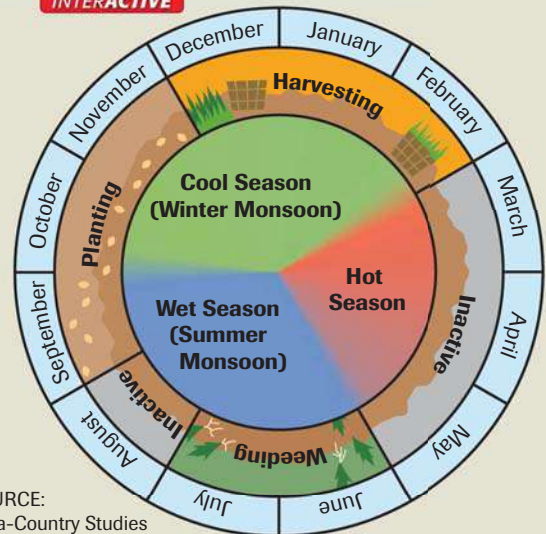 INTERACTIVE
December
January
February
March
April
May
June
July
August
September
October
November
Harvesting
Inactive
Weeding
Inactive
Planting
Cool Season
(Winter Monsoon)
Hot
Season
Wet Season
(Summer
Monsoon)
URCE:
a-Country Studies